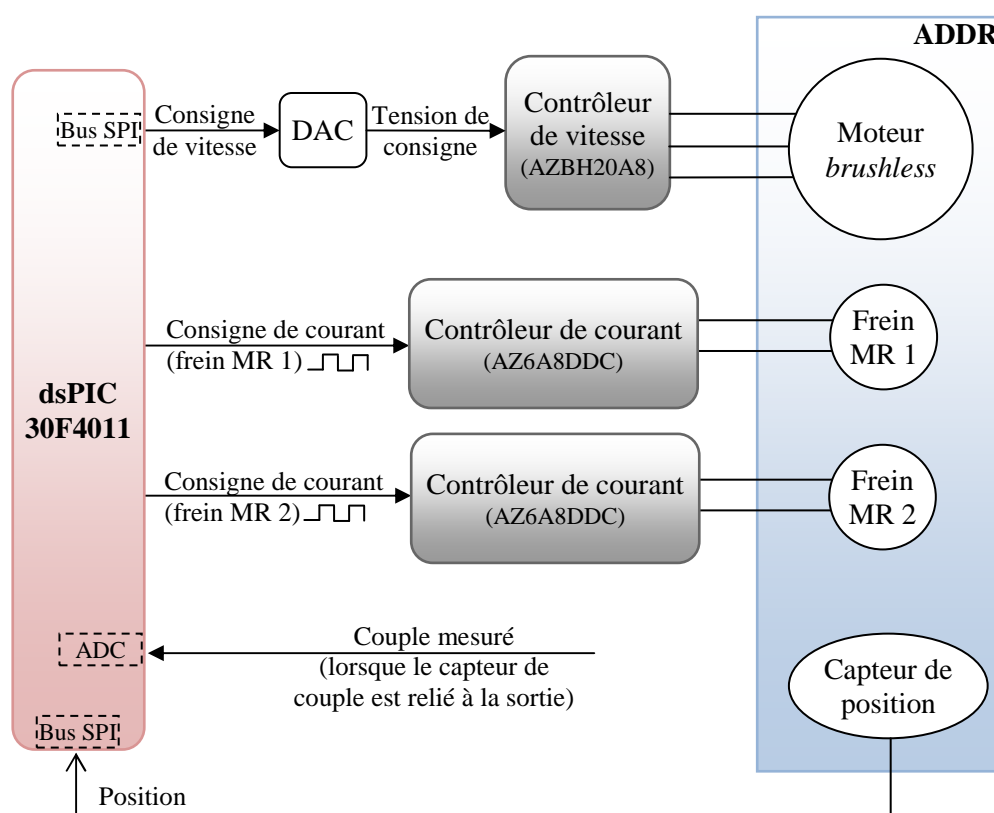 ADDR
Bus SPI
Consigne
de vitesse
DAC
Tension de
consigne
Contrôleur
de vitesse
(AZBH20A8)
Moteur
brushless
Consigne de courant
(frein MR 1)
Contrôleur de courant
(AZ6A8DDC)
Frein
MR 1
dsPIC
30F4011
Consigne de courant
(frein MR 2)
Contrôleur de courant
(AZ6A8DDC)
Frein
MR 2
ADC
Couple mesuré
(lorsque le capteur de
couple est relié à la sortie)
Capteur de
position
Bus SPI
Position